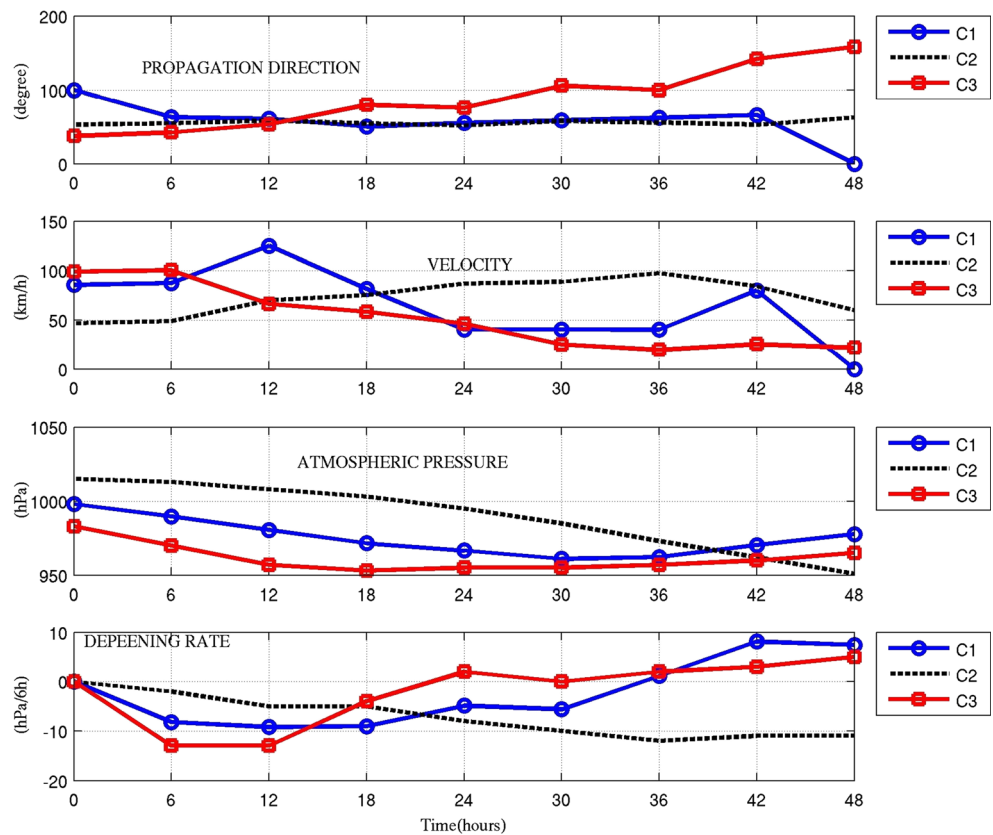 200
100
0
(degree)
PROPAGATION DIRECTION
0 6 12 18 24 30 36 42 48
C1
C2
C3
150
100
50
0
(km/h)
VELOCITY
0 6 12 18 24 30 36 42 48
C1
C2
C3
1050
1000
950
(hPa)
ATMOSPHERIC PRESSURE
0 6 12 18 24 30 36 42 48
C1
C2
C3
10
0
-10
-20
(hPa/6h)
DEPEENING RATE
0 6 12 18 24 30 36 42 48
Time(hours)
C1
C2
C3